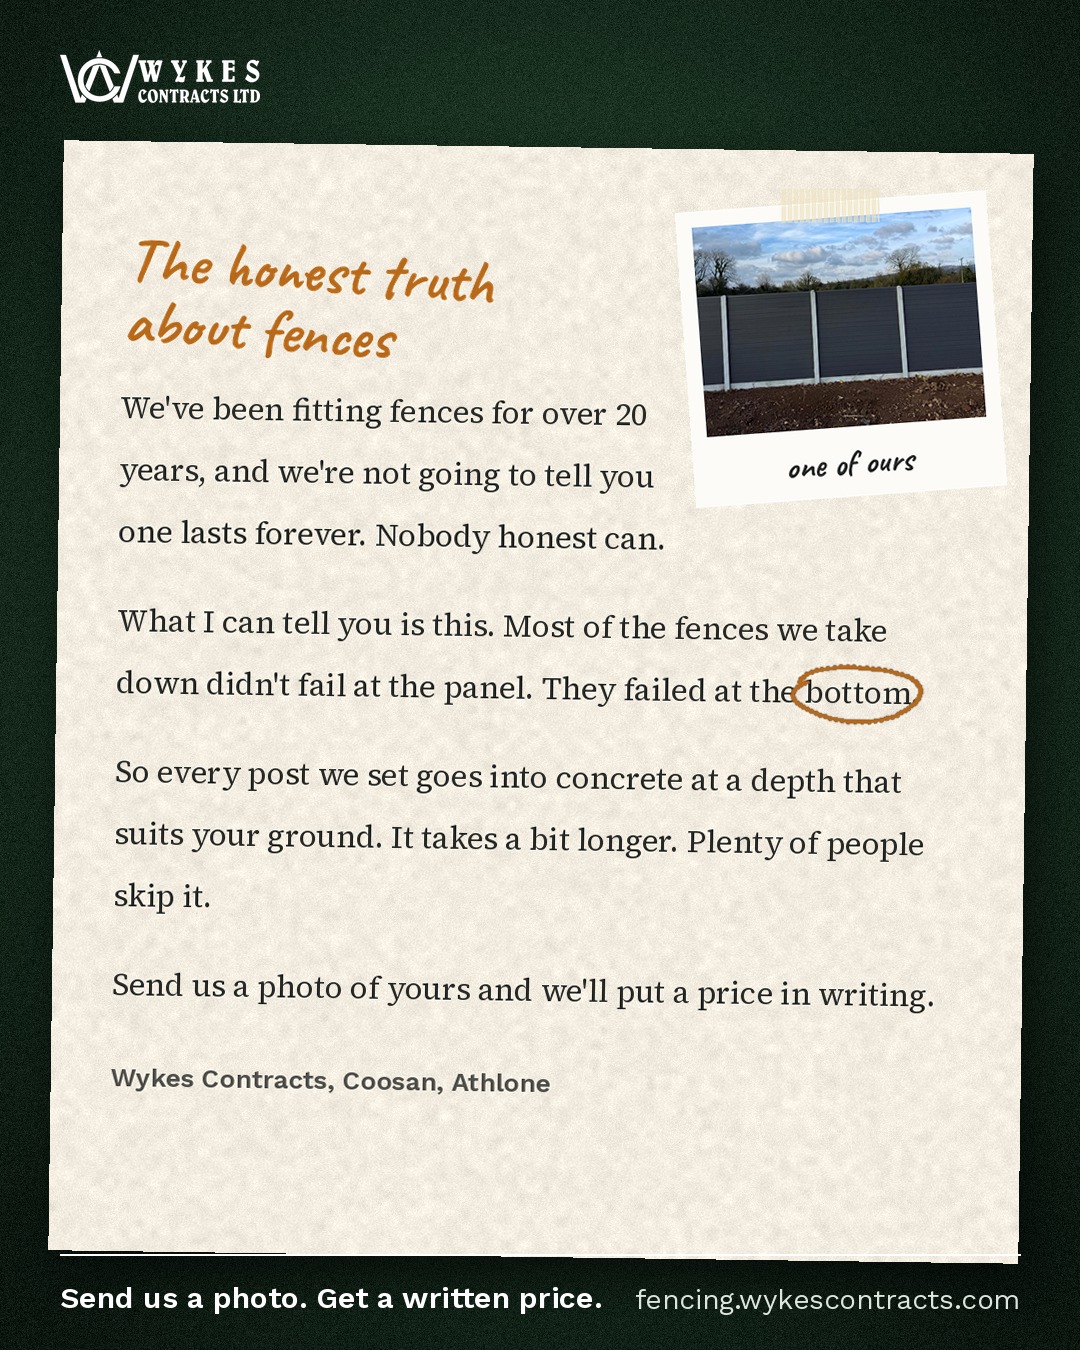 WYKES
CONTRACTS LTD
The honest truth
about fences
one of ours
We've been fitting fences for over 20
years, and we're not going to tell you
one lasts forever. Nobody honest can.
What I can tell you is this. Most of the fences we take
down didn't fail at the panel. They failed at the bottom.
So every post we set goes into concrete at a depth that
suits your ground. It takes a bit longer. Plenty of people
skip it.
Send us a photo of yours and we'll put a price in writing.
Wykes Contracts, Coosan, Athlone
Send us a photo. Get a written price.
fencing.wykescontracts.com